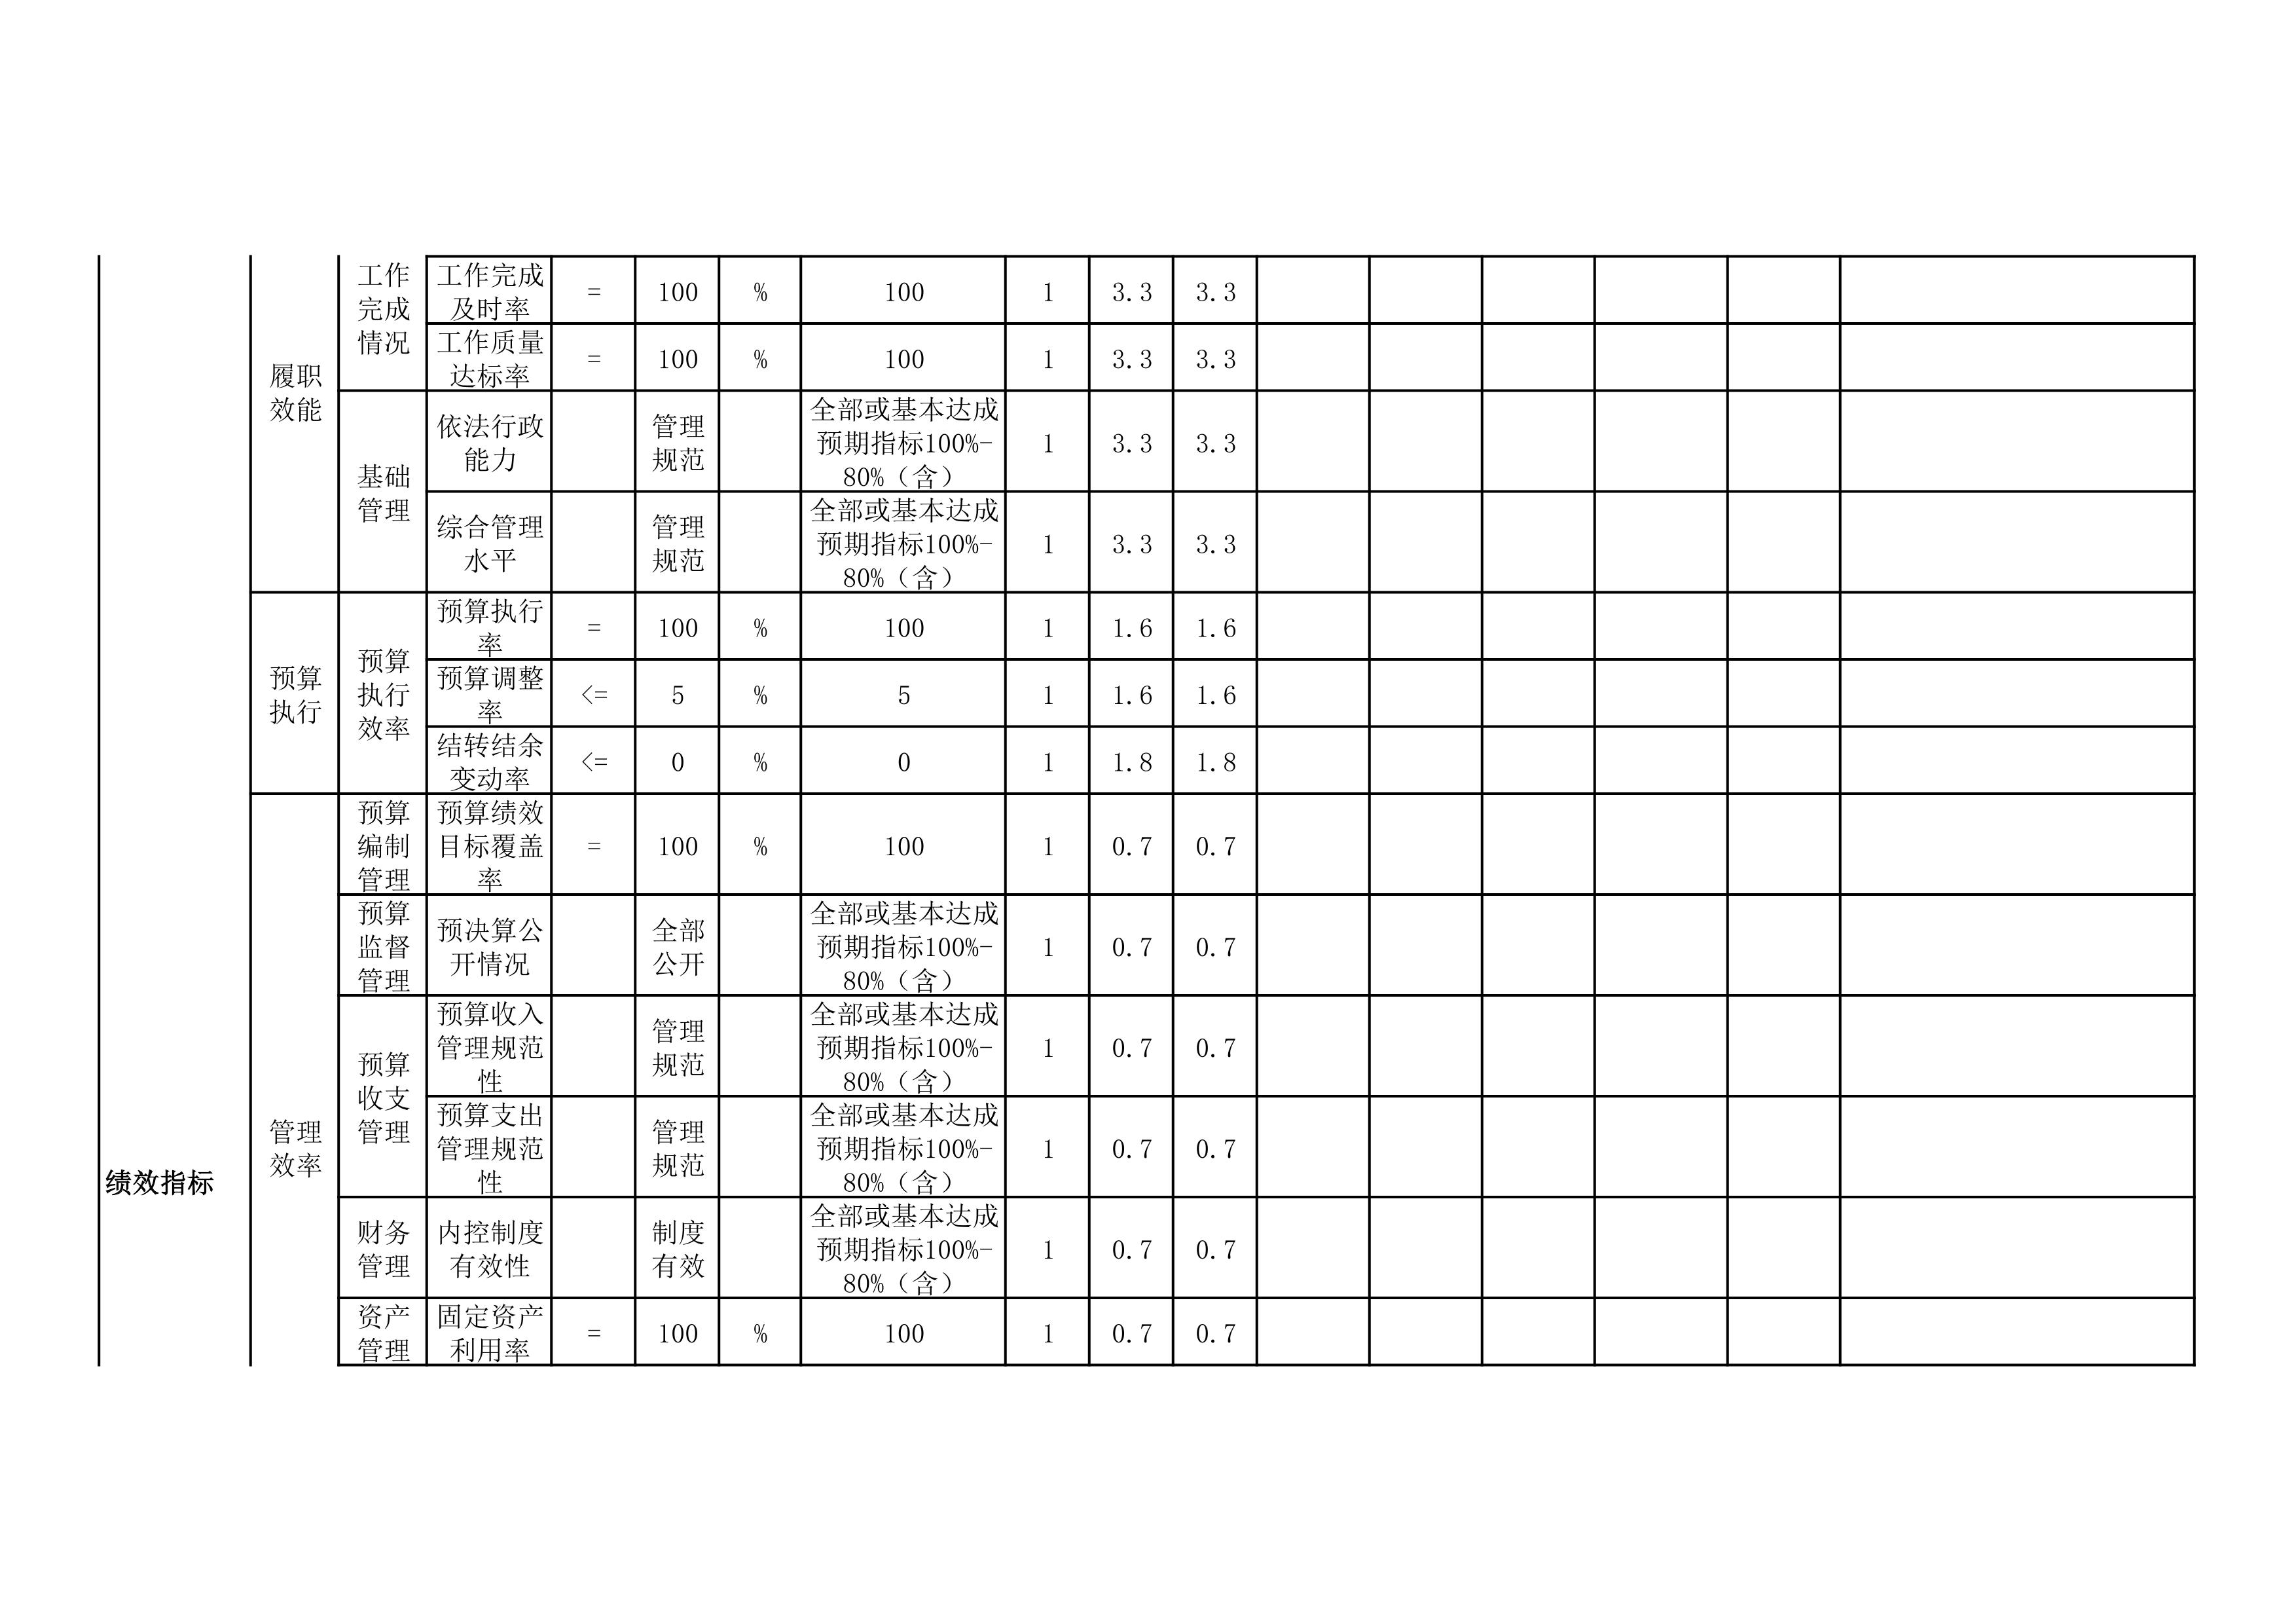 工作
完成
情况
工作完成
及时率
= 100 % 100 1 3.3 3.3
工作质量
达标率
= 100 % 100 1 3.3 3.3
履职
效能
基础
管理
依法行政
能力
管理
规范
全部或基本达成
预期指标100%-
80%（含）
1 3.3 3.3
综合管理
水平
管理
规范
全部或基本达成
预期指标100%-
80%（含）
1 3.3 3.3
预算
执行
预算
执行
效率
预算执行
率
= 100 % 100 1 1.6 1.6
预算调整
率
<= 5 % 5 1 1.6 1.6
结转结余
变动率
<= 0 % 0 1 1.8 1.8
管理
效率
预算
编制
管理
预算绩效
目标覆盖
率
= 100 % 100 1 0.7 0.7
预算
监督
管理
预决算公
开情况
全部
公开
全部或基本达成
预期指标100%-
80%（含）
1 0.7 0.7
预算
收支
管理
预算收入
管理规范
性
管理
规范
全部或基本达成
预期指标100%-
80%（含）
1 0.7 0.7
预算支出
管理规范
性
管理
规范
全部或基本达成
预期指标100%-
80%（含）
1 0.7 0.7
绩效指标
财务
管理
内控制度
有效性
制度
有效
全部或基本达成
预期指标100%-
80%（含）
1 0.7 0.7
资产
管理
固定资产
利用率
= 100 % 100 1 0.7 0.7